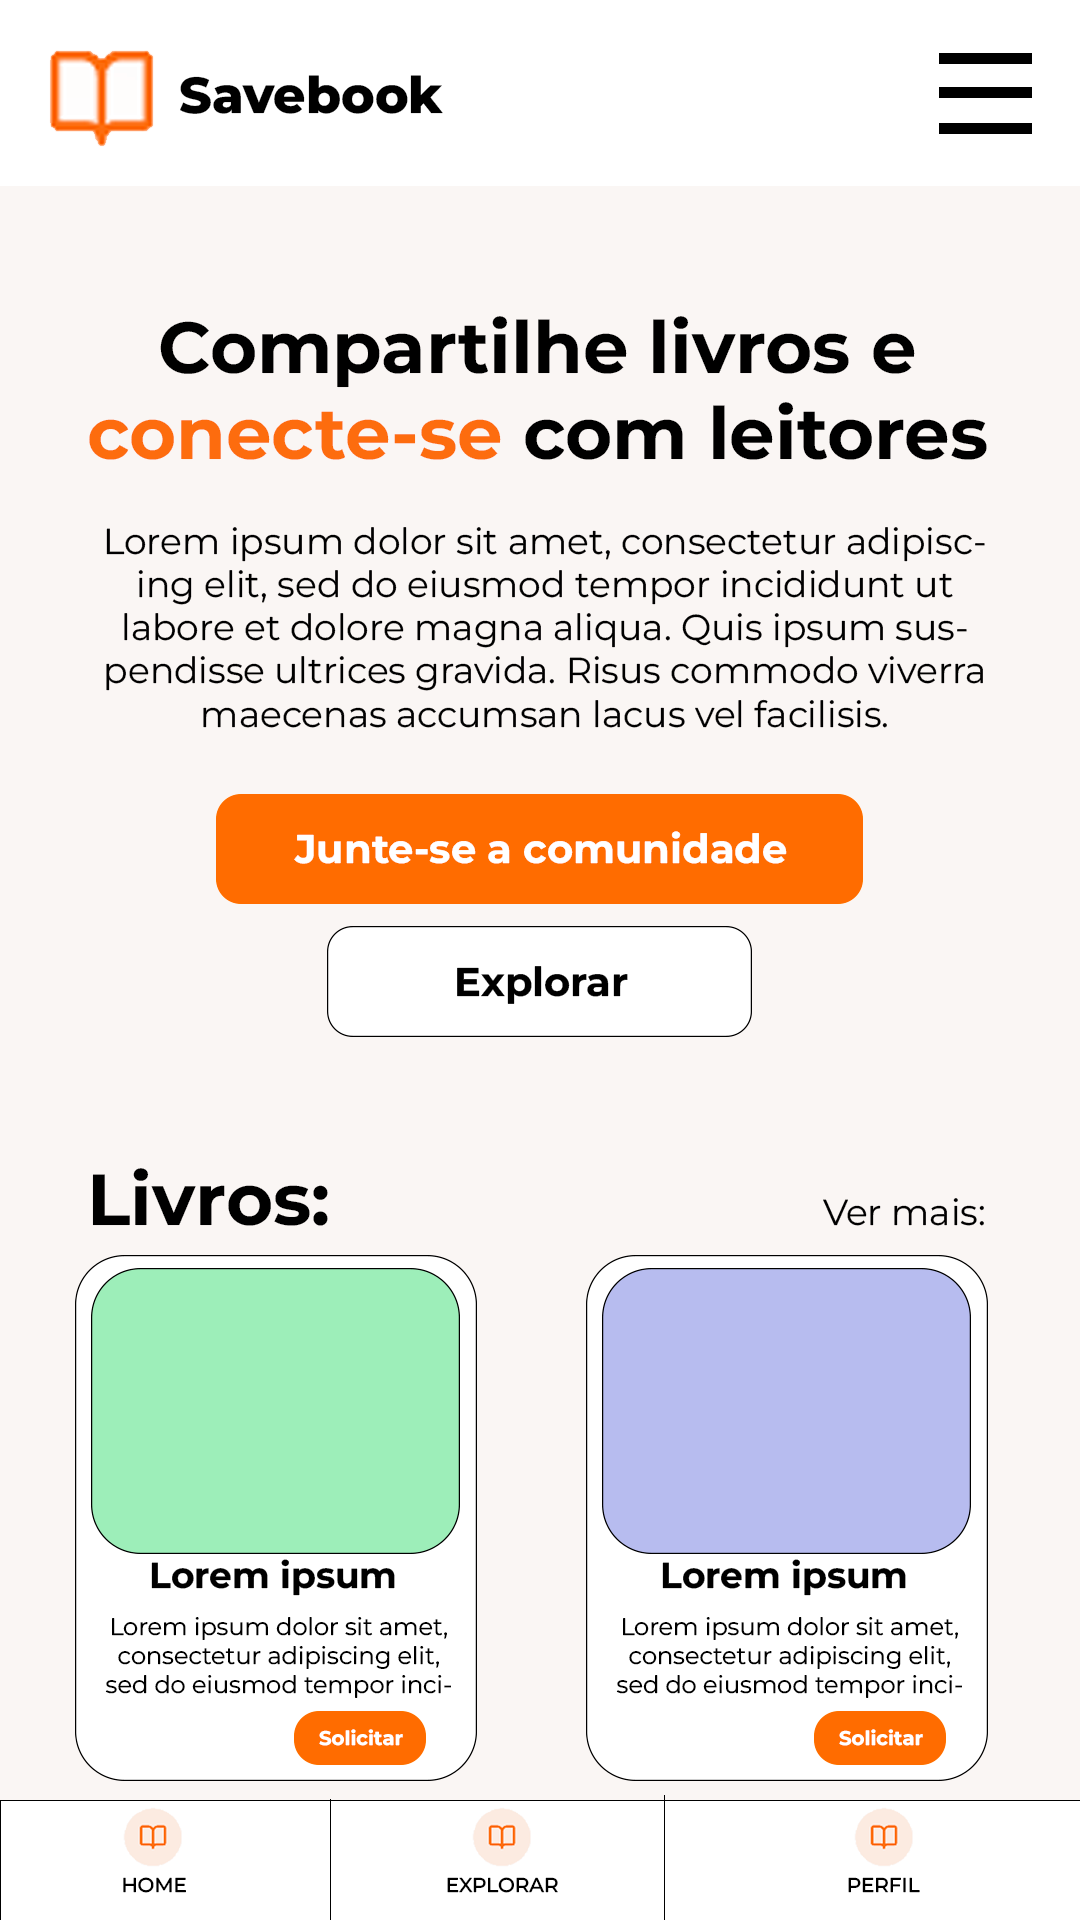 Savebook
Compartilhe livros e
conecte-se com leitores
Lorem ipsum dolor sit amet, consectetur adipisc-
ing elit, sed do eiusmod tempor incididunt ut
labore et dolore magna aliqua. Quis ipsum sus-
pendisse ultrices gravida. Risus commodo viverra
maecenas accumsan lacus vel facilisis.
Junte-se a comunidade
Explorar
Livros:
Ver mais:
Lorem ipsum
Lorem ipsum dolor sit amet,
consectetur adipiscing elit,
sed do eiusmod tempor inci-
Solicitar
Lorem ipsum
Lorem ipsum dolor sit amet,
consectetur adipiscing elit,
sed do eiusmod tempor inci-
Solicitar
HOME
EXPLORAR
PERFIL